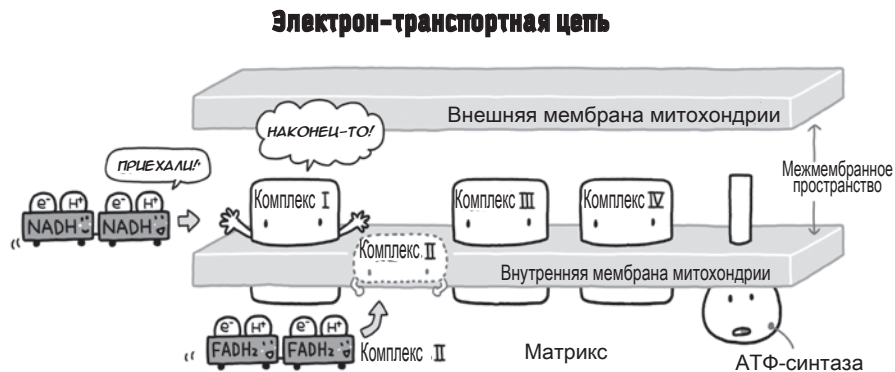 Электрон-транспортная цепь
Внешняя мембрана митохондрии
НАКОНЕЦ-ТО!
ПРИЕХАЛИ!
Межмембранное
пространство
e⁻ H⁺ e⁻ H⁺
NADH NADH
Комплекс I
Комплекс III
Комплекс IV
Комплекс II
Внутренняя мембрана митохондрии
e⁻ H⁺ e⁻ H⁺
FADH₂ FADH₂
Комплекс II
Матрикс
АТФ-синтаза